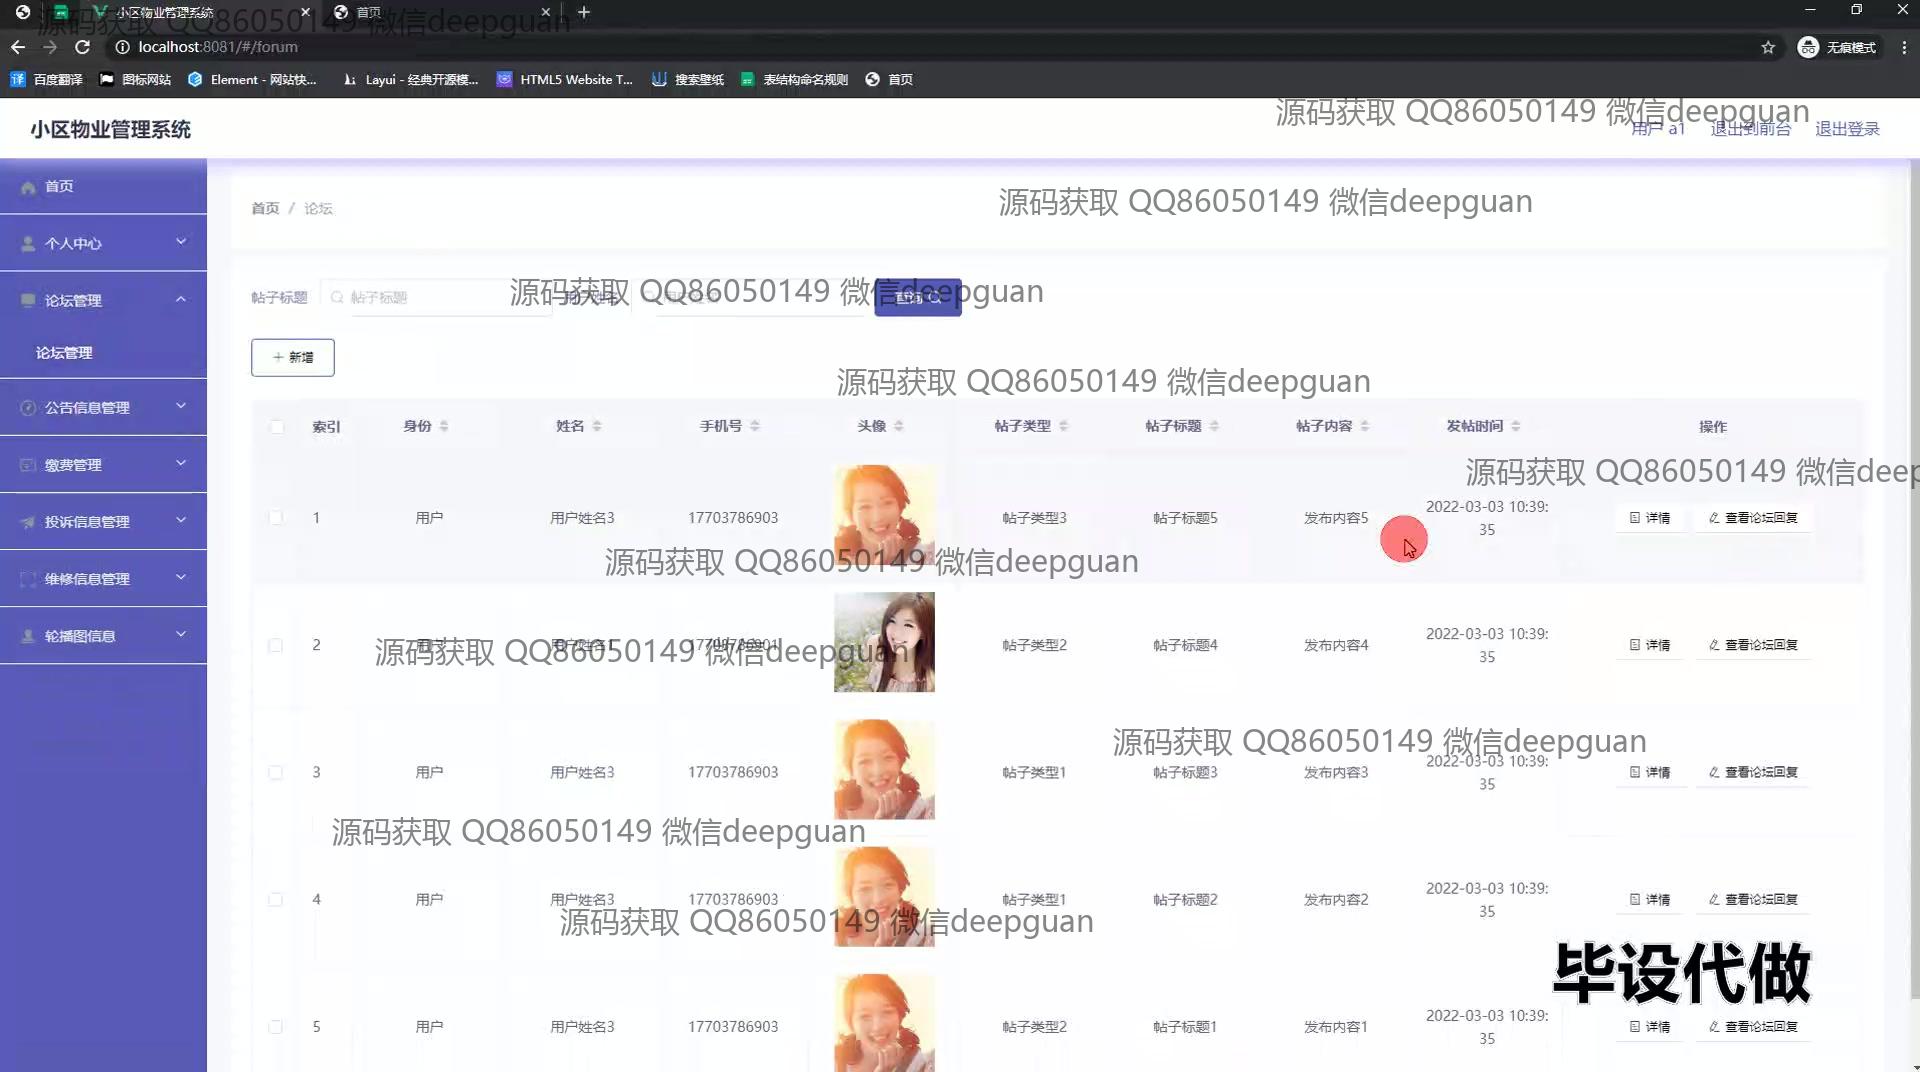 小区物业管理系统
首页
localhost:8081/#/forum
无痕模式
百度翻译
图标网站
Element - 网站快...
Layui - 经典开源模...
HTML5 Website T...
搜索壁纸
表结构命名规则
首页
源码获取 QQ86050149 微信deepguan
小区物业管理系统
源码获取 QQ86050149 微信deepguan
用户 a1
退出到前台
退出登录
首页
个人中心
论坛管理
论坛管理
公告信息管理
缴费管理
投诉信息管理
维修信息管理
轮播图信息
首页 / 论坛
源码获取 QQ86050149 微信deepguan
帖子标题
帖子标题
用户姓名
查询
源码获取 QQ86050149 微信deepguan
新增
源码获取 QQ86050149 微信deepguan
索引 身份 姓名 手机号 头像 帖子类型 帖子标题 帖子内容 发帖时间 操作
源码获取 QQ86050149 微信deep
1 用户 用户姓名3 17703786903 帖子类型3 帖子标题5 发布内容5 2022-03-03 10:39:35 详情 查看论坛回复
源码获取 QQ86050149 微信deepguan
2 用户 用户姓名1 17703786901 帖子类型2 帖子标题4 发布内容4 2022-03-03 10:39:35 详情 查看论坛回复
源码获取 QQ86050149 微信deepguan
源码获取 QQ86050149 微信deepguan
3 用户 用户姓名3 17703786903 帖子类型1 帖子标题3 发布内容3 2022-03-03 10:39:35 详情 查看论坛回复
源码获取 QQ86050149 微信deepguan
4 用户 用户姓名3 17703786903 帖子类型1 帖子标题2 发布内容2 2022-03-03 10:39:35 详情 查看论坛回复
源码获取 QQ86050149 微信deepguan
毕设代做
5 用户 用户姓名3 17703786903 帖子类型2 帖子标题1 发布内容1 2022-03-03 10:39:35 详情 查看论坛回复